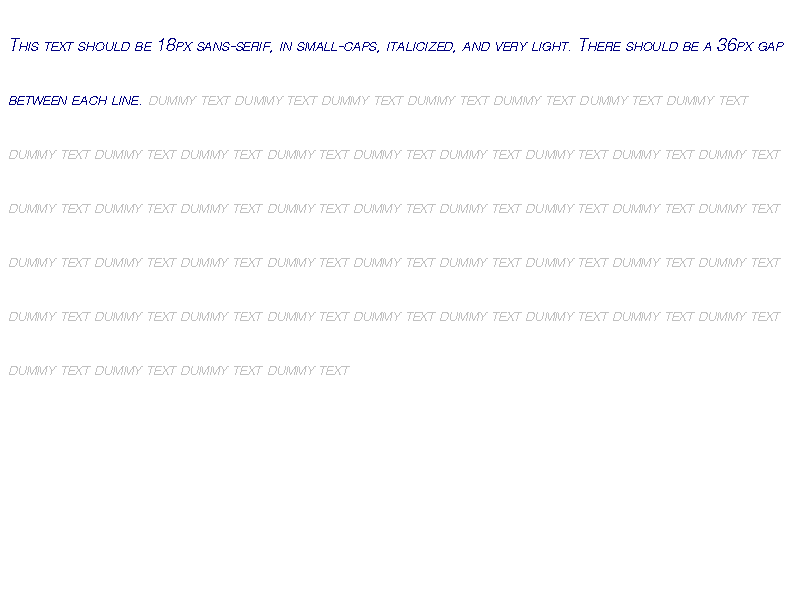 This text should be 18px sans-serif, in small-caps, italicized, and very light. There should be a 36px gap
between each line. dummy text dummy text dummy text dummy text dummy text dummy text dummy text
dummy text dummy text dummy text dummy text dummy text dummy text dummy text dummy text dummy text
dummy text dummy text dummy text dummy text dummy text dummy text dummy text dummy text dummy text
dummy text dummy text dummy text dummy text dummy text dummy text dummy text dummy text dummy text
dummy text dummy text dummy text dummy text dummy text dummy text dummy text dummy text dummy text
dummy text dummy text dummy text dummy text